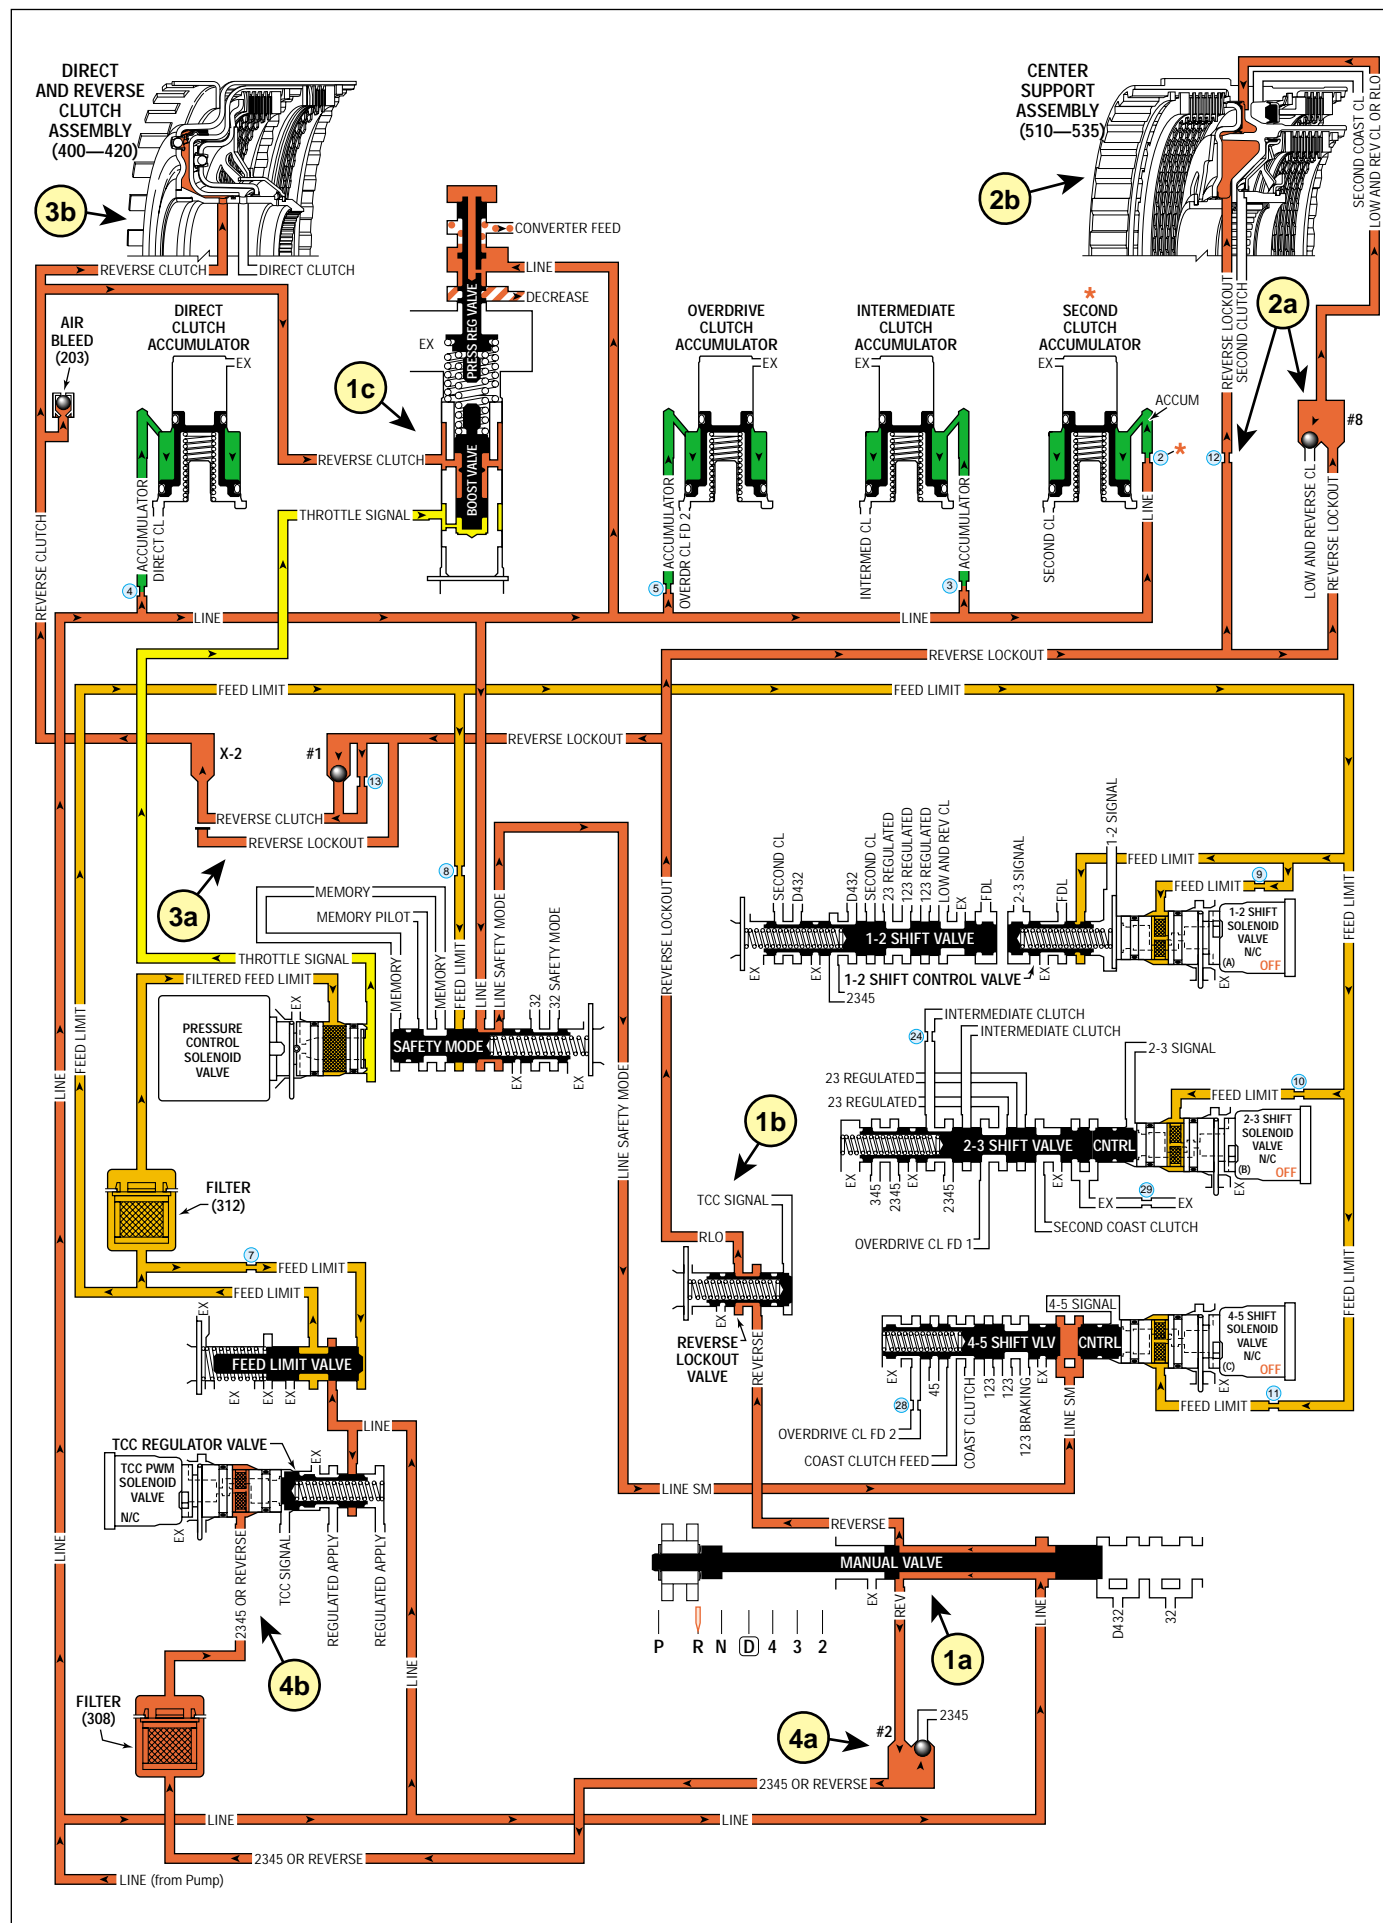 DIRECT
AND REVERSE
CLUTCH
ASSEMBLY
(400—420)
3b
REVERSE CLUTCH
DIRECT CLUTCH
CENTER
SUPPORT
ASSEMBLY
(510—535)
2b
SECOND COAST CL
LOW AND REV CL OR RLO
CONVERTER FEED
LINE
DECREASE
PRESS REG VALVE
EX
1c
BOOST VALVE
REVERSE CLUTCH
THROTTLE SIGNAL
AIR
BLEED
(203)
DIRECT
CLUTCH
ACCUMULATOR
EX
ACCUMULATOR
DIRECT CL
4
OVERDRIVE
CLUTCH
ACCUMULATOR
EX
ACCUMULATOR
OVERDR CL FD 2
5
INTERMEDIATE
CLUTCH
ACCUMULATOR
EX
INTERMED CL
ACCUMULATOR
3
*
SECOND
CLUTCH
ACCUMULATOR
EX
ACCUM
SECOND CL
2
*
LINE
REVERSE LOCKOUT
SECOND CLUTCH
2a
12
#8
LOW AND REVERSE CL
REVERSE LOCKOUT
REVERSE CLUTCH
LINE
LINE
REVERSE LOCKOUT
FEED LIMIT
FEED LIMIT
X-2
#1
REVERSE LOCKOUT
13
REVERSE CLUTCH
REVERSE LOCKOUT
3a
8
MEMORY
MEMORY PILOT
THROTTLE SIGNAL
FILTERED FEED LIMIT
EX
PRESSURE
CONTROL
SOLENOID
VALVE
MEMORY
MEMORY
FEED LIMIT
LINE
LINE SAFETY MODE
32
32 SAFETY MODE
SAFETY MODE
EX
EX
LINE SAFETY MODE
REVERSE LOCKOUT
SECOND CL
D432
D432
SECOND CL
23 REGULATED
123 REGULATED
123 REGULATED
LOW AND REV CL
EX
FDL
2-3 SIGNAL
FDL
1-2 SIGNAL
FEED LIMIT
FEED LIMIT
9
1-2 SHIFT VALVE
EX
EX
2345
1-2 SHIFT CONTROL VALVE
EX
1-2 SHIFT
SOLENOID
VALVE
N/C
(A)
OFF
EX
FEED LIMIT
INTERMEDIATE CLUTCH
INTERMEDIATE CLUTCH
24
2-3 SIGNAL
23 REGULATED
23 REGULATED
FEED LIMIT
10
2-3 SHIFT VALVE
CNTRL
2-3 SHIFT
SOLENOID
VALVE
N/C
(B)
OFF
EX
EX
345
2345
EX
2345
EX
EX
29
EX
SECOND COAST CLUTCH
OVERDRIVE CL FD 1
1b
TCC SIGNAL
RLO
EX
REVERSE
LOCKOUT
VALVE
REVERSE
FEED LIMIT
4-5 SIGNAL
4-5 SHIFT VLV
CNTRL
4-5 SHIFT
SOLENOID
VALVE
N/C
(C)
OFF
EX
EX
45
COAST CLUTCH
123
123
123 BRAKING
EX
LINE SM
FEED LIMIT
11
28
OVERDRIVE CL FD 2
COAST CLUTCH FEED
FILTER
(312)
FEED LIMIT
LINE
7
FEED LIMIT
FEED LIMIT
EX
FEED LIMIT VALVE
EX
EX
EX
LINE
TCC REGULATOR VALVE
EX
TCC PWM
SOLENOID
VALVE
N/C
EX
2345 OR REVERSE
TCC SIGNAL
REGULATED APPLY
REGULATED APPLY
4b
LINE
LINE
LINE SM
REVERSE
MANUAL VALVE
EX
REV
LINE
D432
32
P
R
N
D
4
3
2
1a
FILTER
(308)
4a
#2
2345
2345 OR REVERSE
LINE
LINE
2345 OR REVERSE
LINE (from Pump)